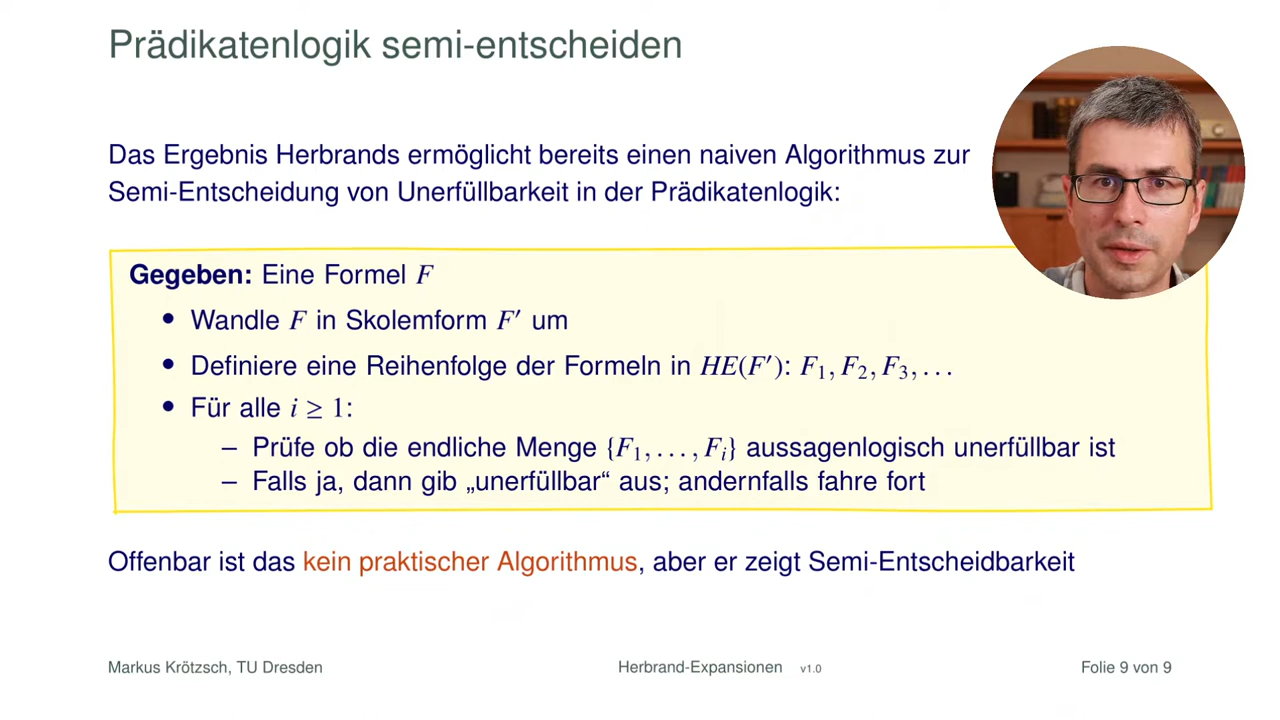 Prädikatenlogik semi-entscheiden
Das Ergebnis Herbrands ermöglicht bereits einen naiven Algorithmus zur
Semi-Entscheidung von Unerfüllbarkeit in der Prädikatenlogik:
Gegeben: Eine Formel F
• Wandle F in Skolemform F′ um
• Definiere eine Reihenfolge der Formeln in HE(F′): F₁, F₂, F₃, . . .
• Für alle i ≥ 1:
– Prüfe ob die endliche Menge {F₁, . . . , Fᵢ} aussagenlogisch unerfüllbar ist
– Falls ja, dann gib „unerfüllbar“ aus; andernfalls fahre fort
Offenbar ist das kein praktischer Algorithmus, aber er zeigt Semi-Entscheidbarkeit
Markus Krötzsch, TU Dresden Herbrand-Expansionen v1.0 Folie 9 von 9